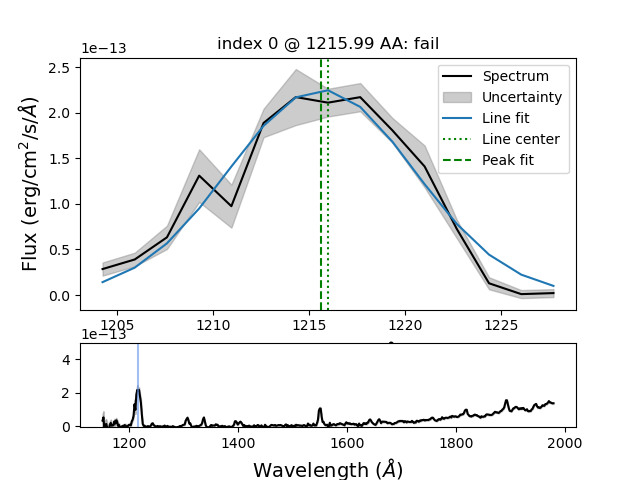 index 0 @ 1215.99 AA: fail
1e−13
2.5
2.0
1.5
1.0
0.5
0.0
Flux (erg/cm²/s/Å)
Spectrum
Uncertainty
Line fit
Line center
Peak fit
1205 1210 1215 1220 1225
1e−13
4
2
0
1200 1400 1600 1800 2000
Wavelength (Å)